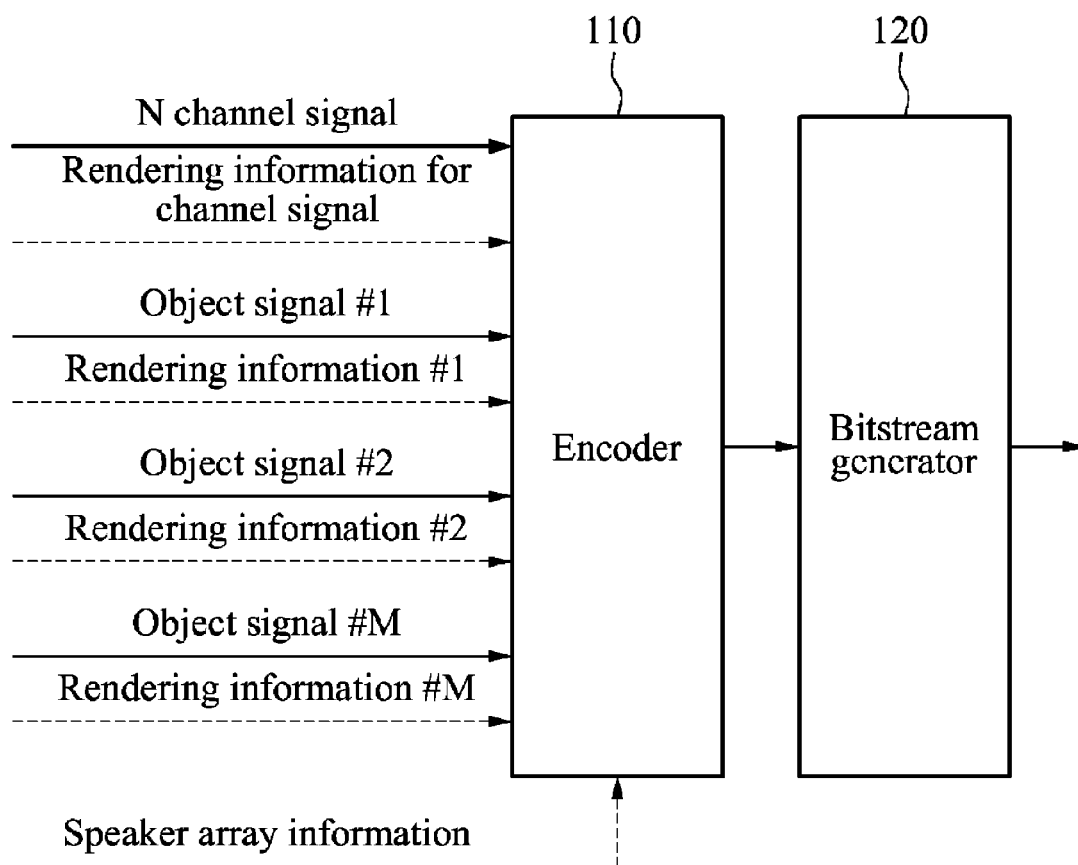 110
120
N channel signal
Rendering information for
channel signal
Object signal #1
Rendering information #1
Object signal #2
Rendering information #2
Object signal #M
Rendering information #M
Speaker array information
Encoder
Bitstream
generator